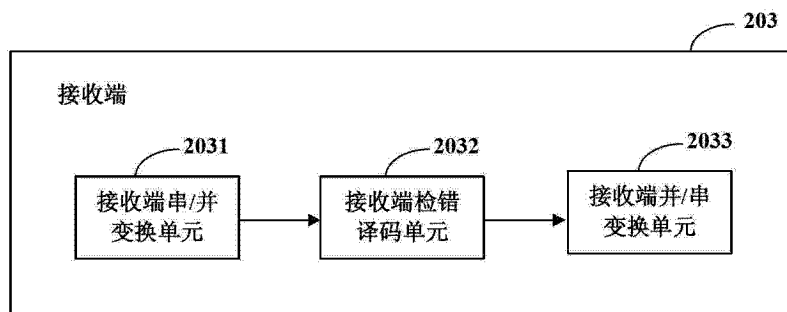 203
接收端
2031
2032
2033
接收端串/并
变换单元
接收端检错
译码单元
接收端并/串
变换单元